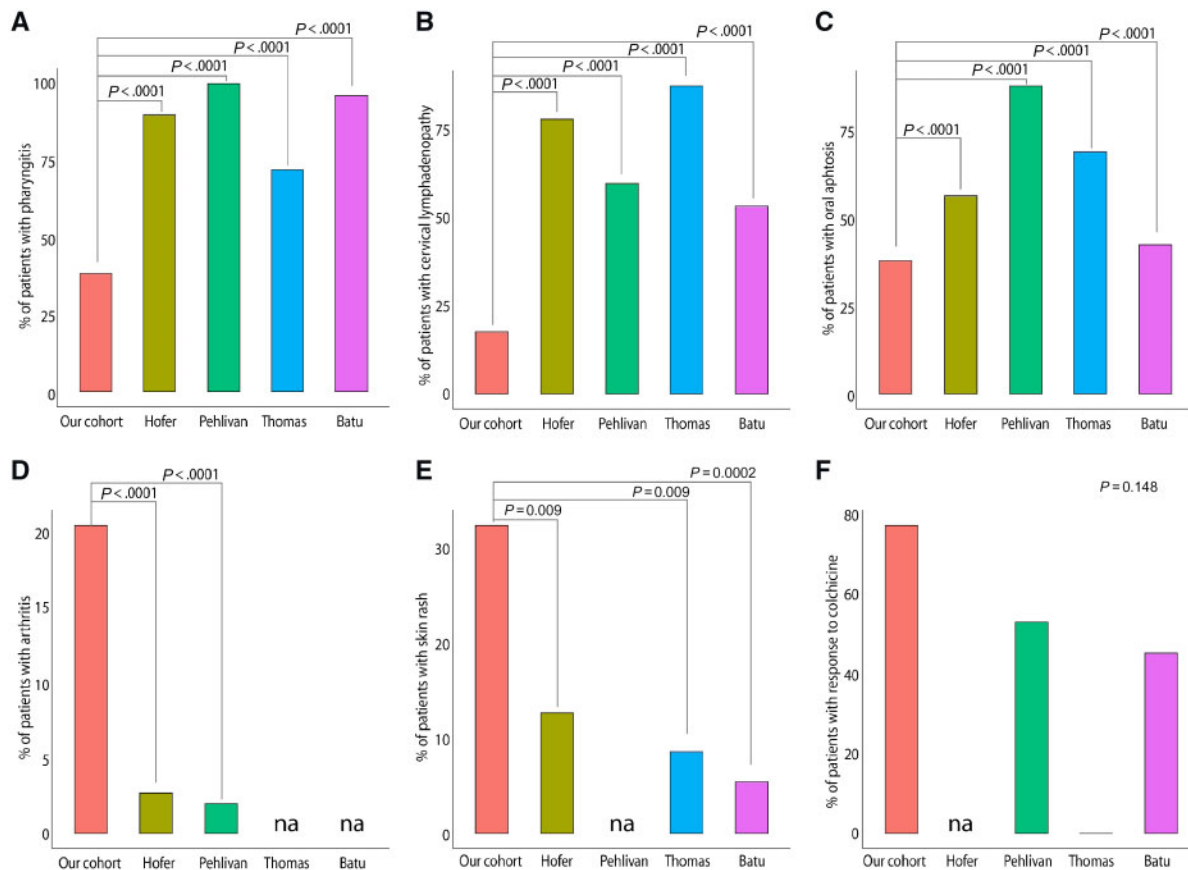 A
P < .0001
P < .0001
P < .0001
P < .0001
% of patients with pharyngitis
100
75
50
25
0
Our cohort Hofer Pehlivan Thomas Batu
B
P < .0001
P < .0001
P < .0001
P < .0001
% of patients with cervical lymphadenopathy
75
50
25
0
Our cohort Hofer Pehlivan Thomas Batu
C
P < .0001
P < .0001
P < .0001
P < .0001
% of patients with oral aphtosis
75
50
25
0
Our cohort Hofer Pehlivan Thomas Batu
D
P < .0001
P < .0001
% of patients with arthritis
20
15
20
5
0
na na
Our cohort Hofer Pehlivan Thomas Batu
E
P = 0.0002
P = 0.009
P = 0.009
% of patients with skin rash
30
20
10
0
na
Our cohort Hofer Pehlivan Thomas Batu
F
P = 0.148
% of patients with response to colchicine
80
60
40
20
0
na
Our cohort Hofer Pehlivan Thomas Batu